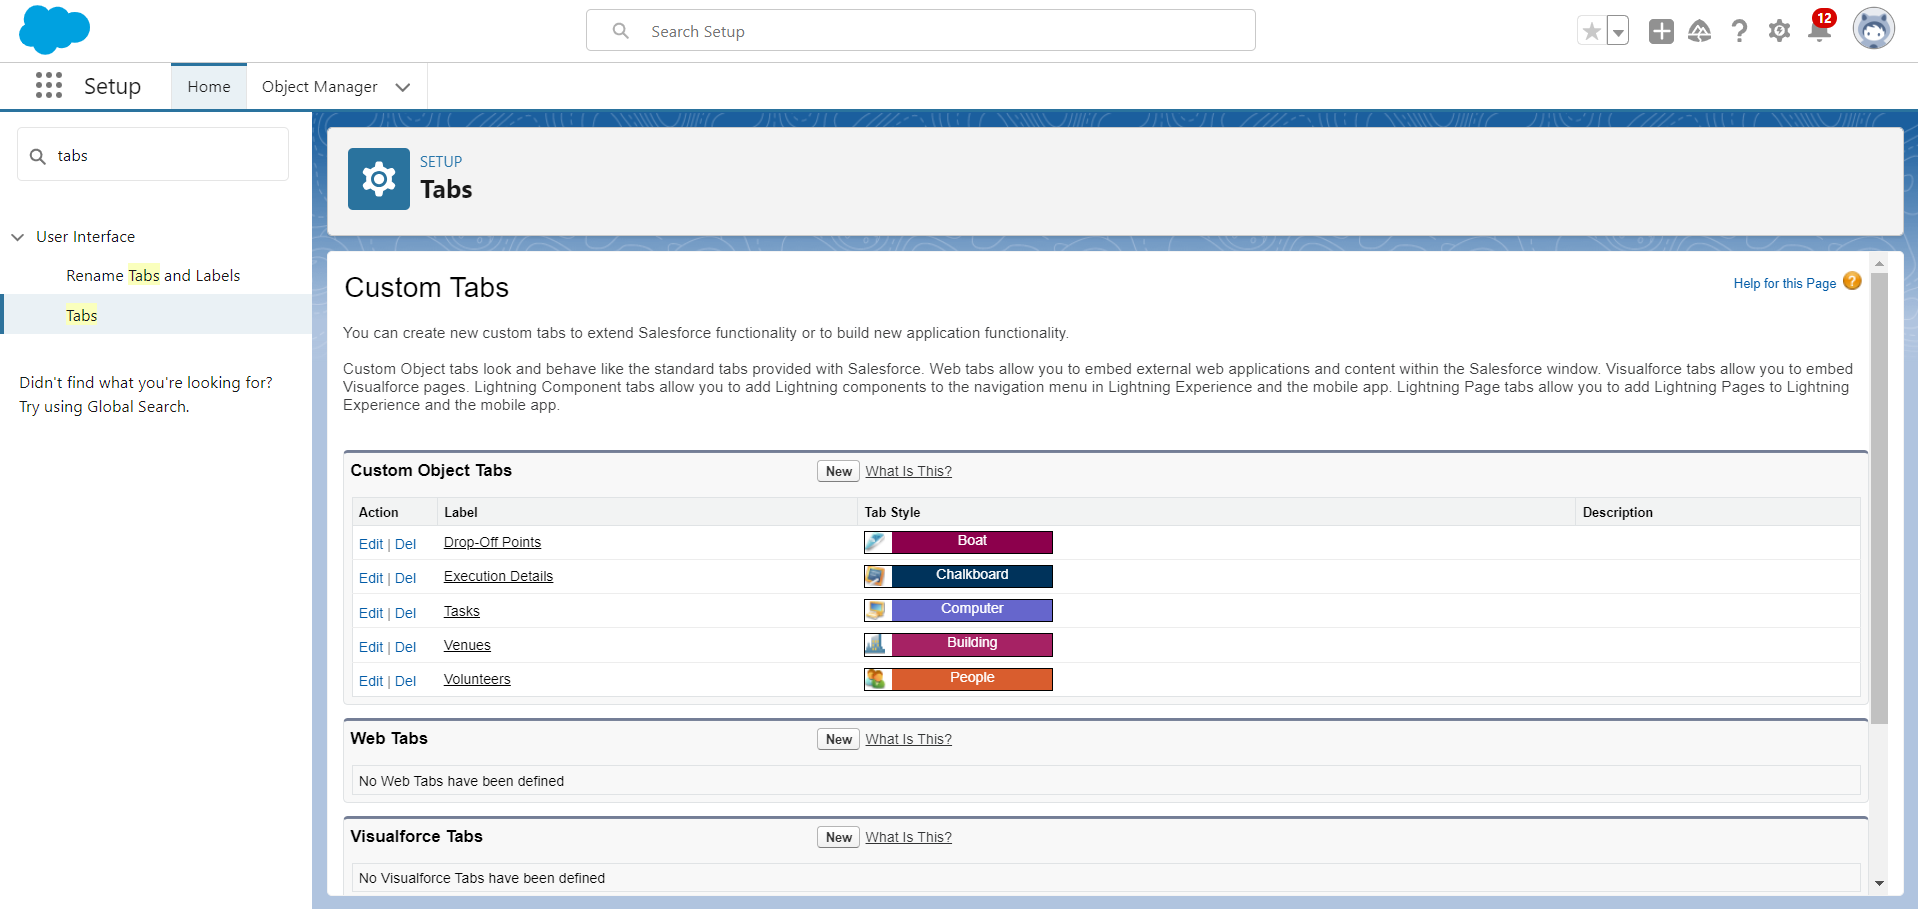 Search Setup
12
Setup
Home
Object Manager
tabs
User Interface
Rename Tabs and Labels
Tabs
Didn't find what you're looking for?
Try using Global Search.
SETUP
Tabs
Custom Tabs
Help for this Page ?
You can create new custom tabs to extend Salesforce functionality or to build new application functionality.
Custom Object tabs look and behave like the standard tabs provided with Salesforce. Web tabs allow you to embed external web applications and content within the Salesforce window. Visualforce tabs allow you to embed
Visualforce pages. Lightning Component tabs allow you to add Lightning components to the navigation menu in Lightning Experience and the mobile app. Lightning Page tabs allow you to add Lightning Pages to Lightning
Experience and the mobile app.
Custom Object Tabs New What Is This?
Action Label Tab Style Description
Edit | Del Drop-Off Points Boat
Edit | Del Execution Details Chalkboard
Edit | Del Tasks Computer
Edit | Del Venues Building
Edit | Del Volunteers People
Web Tabs New What Is This?
No Web Tabs have been defined
Visualforce Tabs New What Is This?
No Visualforce Tabs have been defined